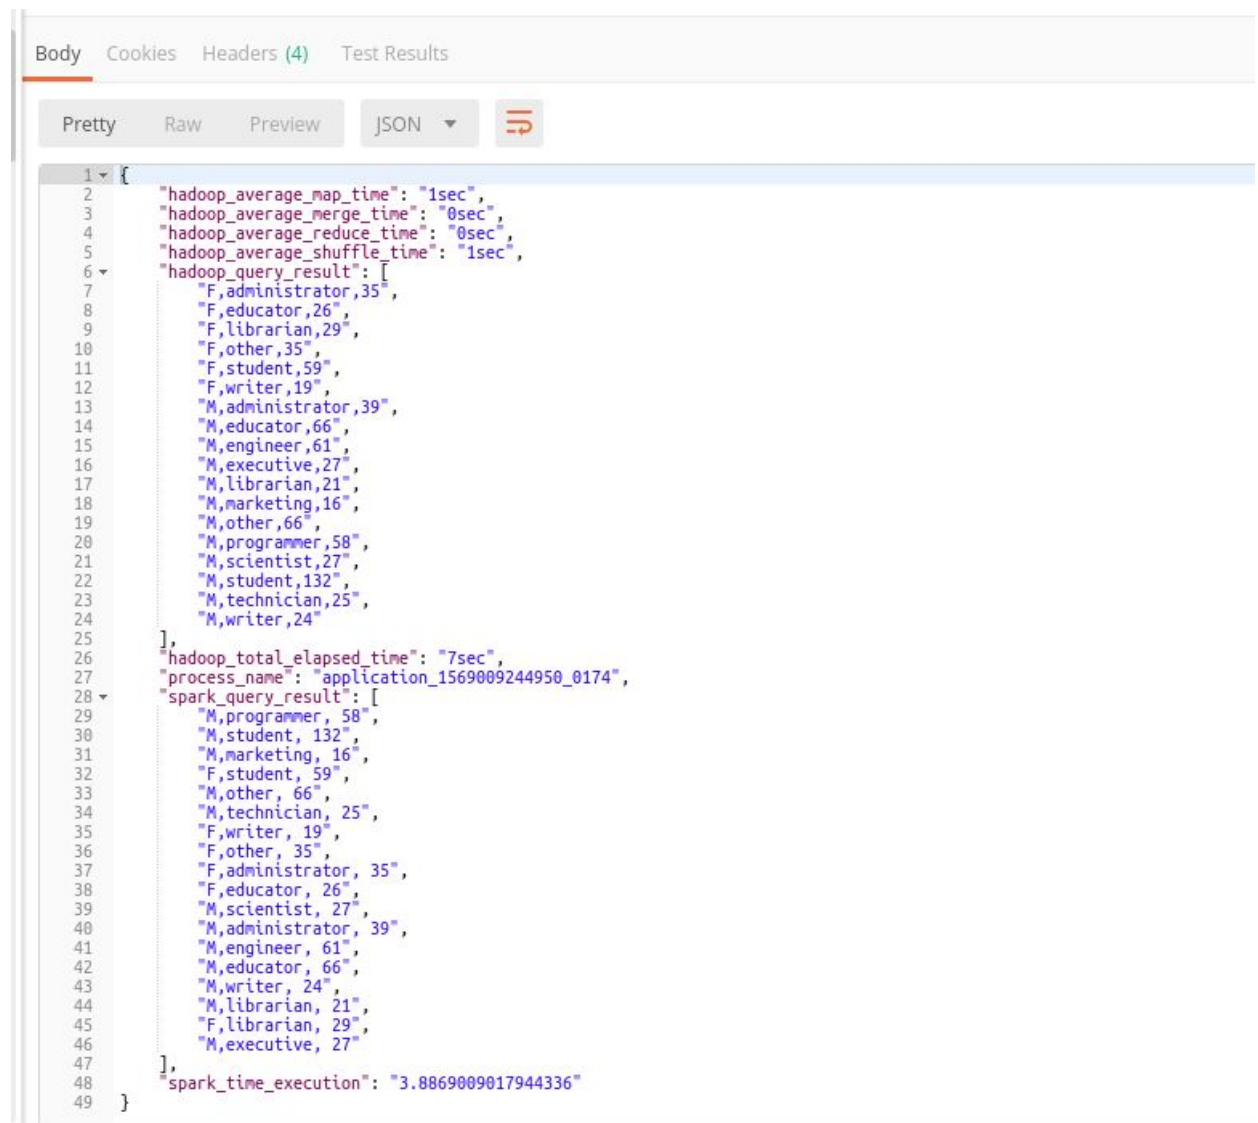 Body Cookies Headers (4) Test Results
Pretty Raw Preview JSON
1 {
2 "hadoop_average_map_time": "1sec",
3 "hadoop_average_merge_time": "0sec",
4 "hadoop_average_reduce_time": "0sec",
5 "hadoop_average_shuffle_time": "1sec",
6 "hadoop_query_result": [
7 "F,administrator,35",
8 "F,educator,26",
9 "F,librarian,29",
10 "F,other,35",
11 "F,student,59",
12 "F,writer,19",
13 "M,administrator,39",
14 "M,educator,66",
15 "M,engineer,61",
16 "M,executive,27",
17 "M,librarian,21",
18 "M,marketing,16",
19 "M,other,66",
20 "M,programmer,58",
21 "M,scientist,27",
22 "M,student,132",
23 "M,technician,25",
24 "M,writer,24"
25 ],
26 "hadoop_total_elapsed_time": "7sec",
27 "process_name": "application_1569009244950_0174",
28 "spark_query_result": [
29 "M,programmer, 58",
30 "M,student, 132",
31 "M,marketing, 16",
32 "F,student, 59",
33 "M,other, 66",
34 "M,technician, 25",
35 "F,writer, 19",
36 "F,other, 35",
37 "F,administrator, 35",
38 "F,educator, 26",
39 "M,scientist, 27",
40 "M,administrator, 39",
41 "M,engineer, 61",
42 "M,educator, 66",
43 "M,writer, 24",
44 "M,librarian, 21",
45 "F,librarian, 29",
46 "M,executive, 27"
47 ],
48 "spark_time_execution": "3.8869009017944336"
49 }